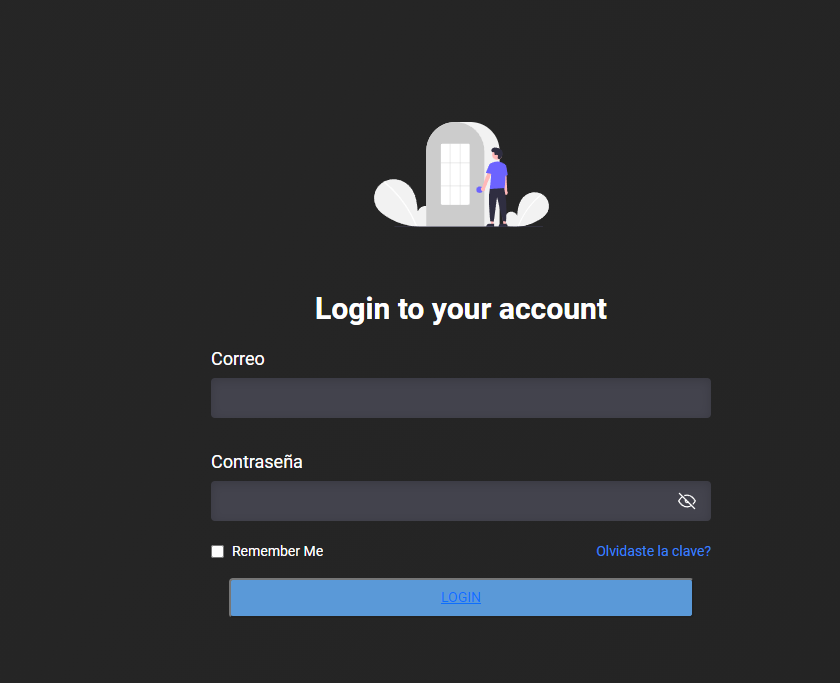 Login to your account
Correo
Contraseña
Remember Me
Olvidaste la clave?
LOGIN